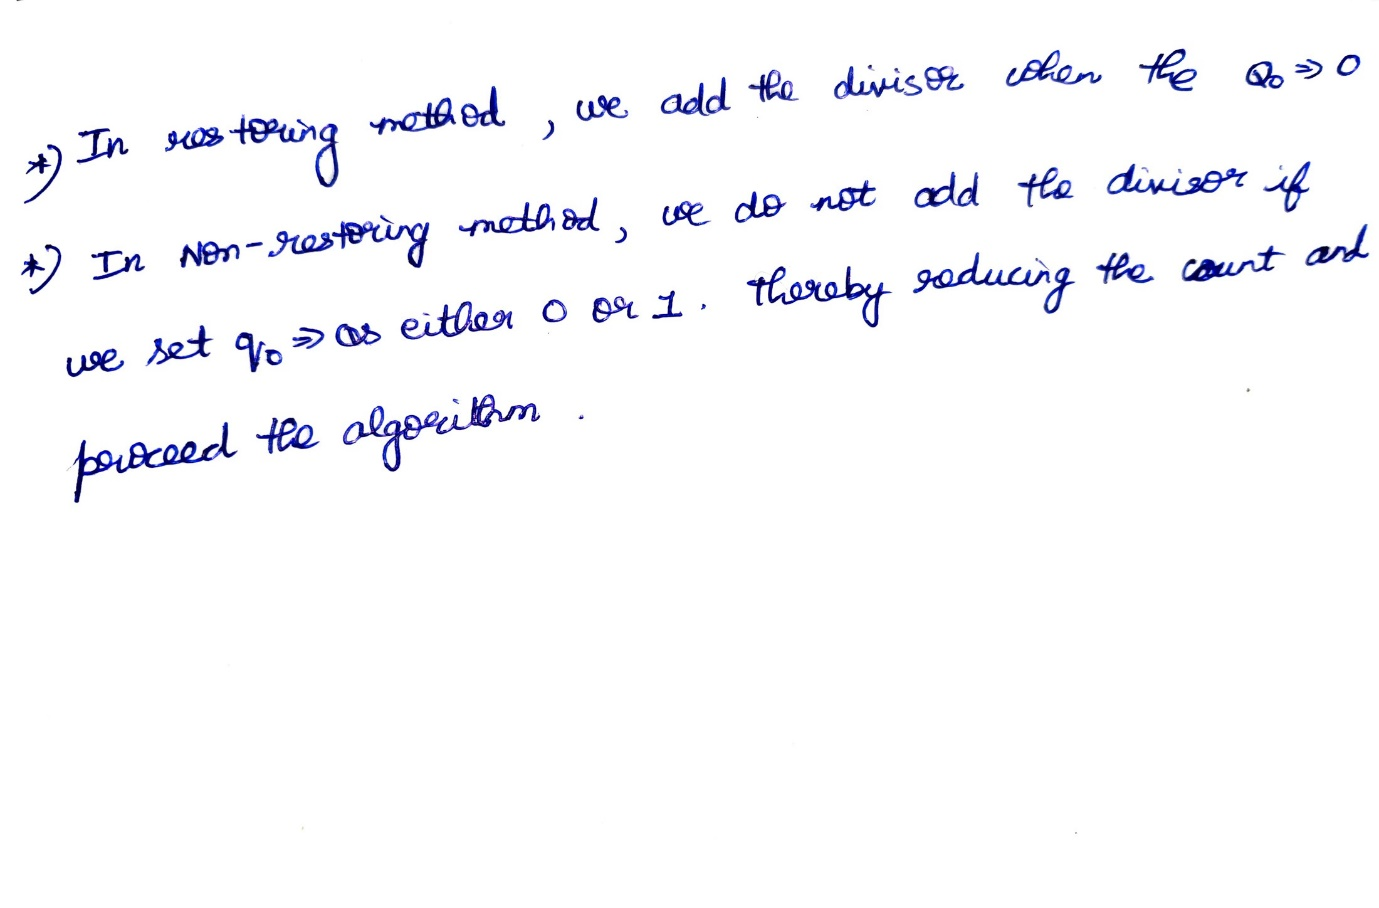 *) In restoring method, we add the divisor when the Q₀ ⇒ 0
*) In Non-restoring method, we do not add the divisor if
we set q₀ ⇒ as either 0 or 1. thereby reducing the count and
proceed the algorithm.